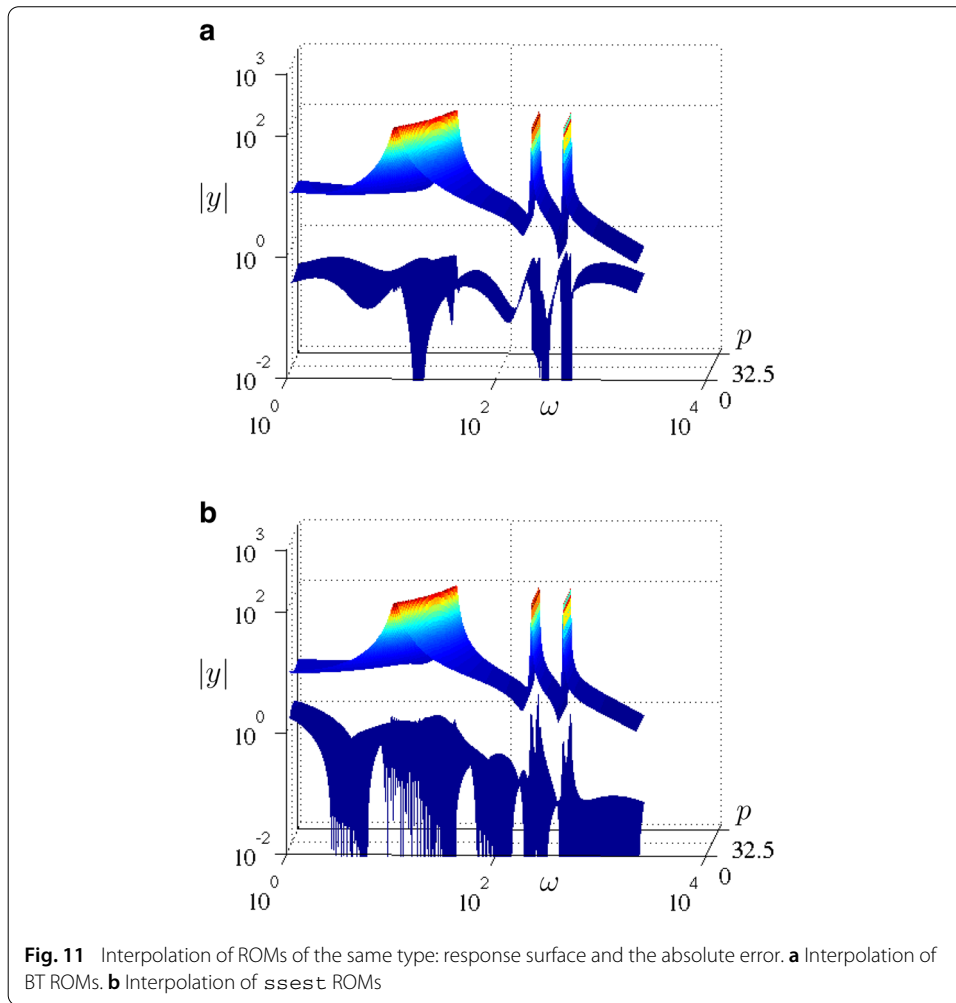 a
10^3
10^2
|y|
10^0
p
10^-2
32.5
10^0
10^2
ω
10^4
0
b
10^3
10^2
|y|
10^0
p
10^-2
32.5
10^0
10^2
ω
10^4
0
Fig. 11 Interpolation of ROMs of the same type: response surface and the absolute error. a Interpolation of
BT ROMs. b Interpolation of ssest ROMs